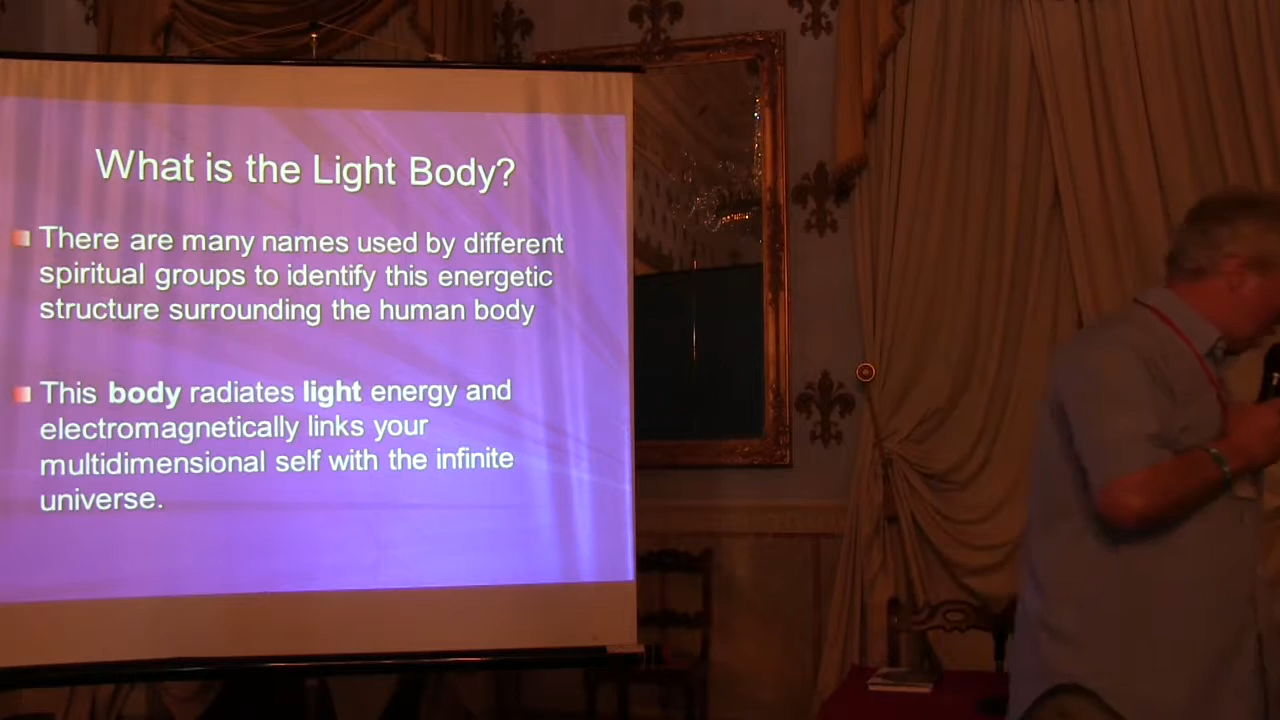 What is the Light Body?
There are many names used by different
spiritual groups to identify this energetic
structure surrounding the human body
This body radiates light energy and
electromagnetically links your
multidimensional self with the infinite
universe.